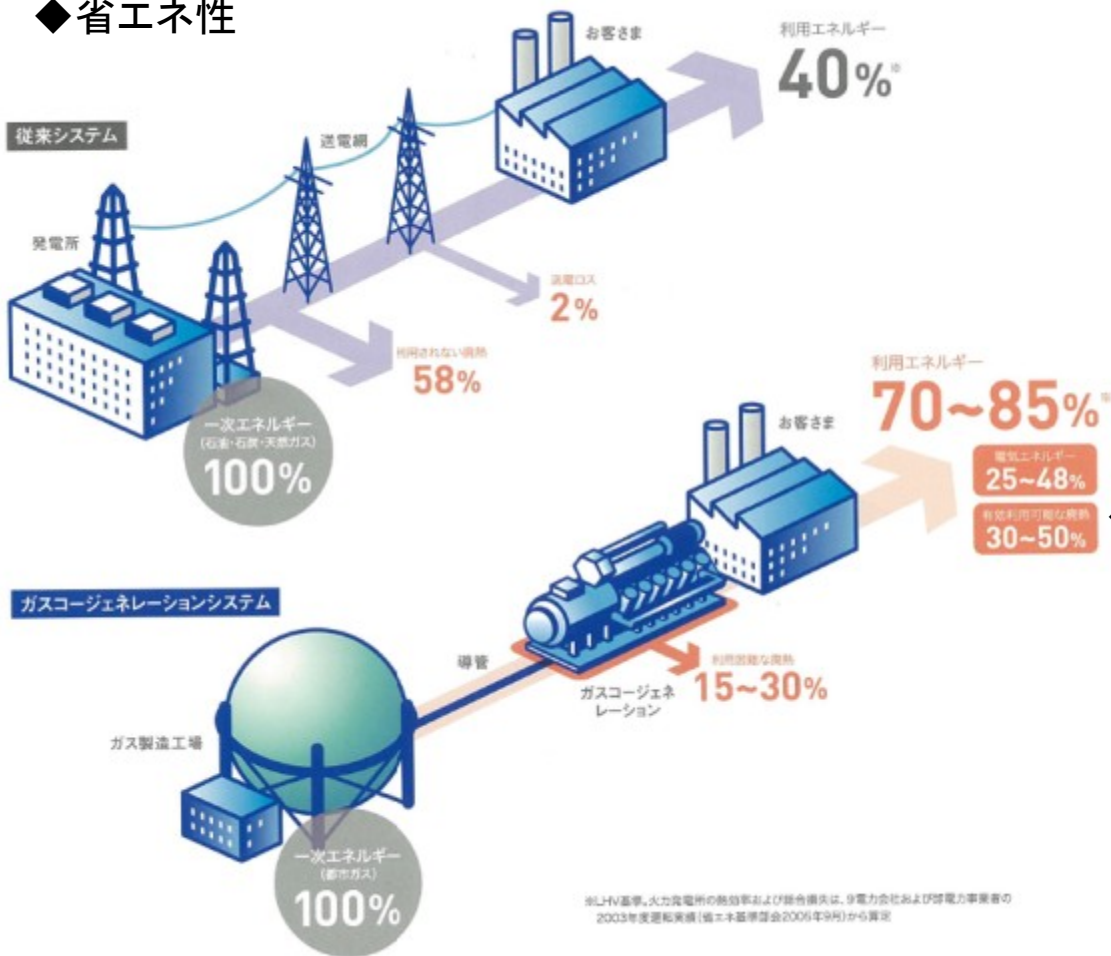 ◆省エネ性
お客さま
利用エネルギー
40%※
従来システム
送電網
発電所
送電ロス
2%
利用されない廃熱
58%
一次エネルギー
(石油・石炭・天然ガス)
100%
利用エネルギー
70~85%※
お客さま
電気エネルギー
25~48%
有効利用可能な廃熱
30~50%
ガスコージェネレーションシステム
導管
利用困難な廃熱
15~30%
ガスコージェネ
レーション
ガス製造工場
一次エネルギー
(都市ガス)
100%
※LHV基準。火力発電所の熱効率および総合損失は、9電力会社および卸電力事業者の
2003年度運転実績(省エネ基準部会2005年9月)から算定